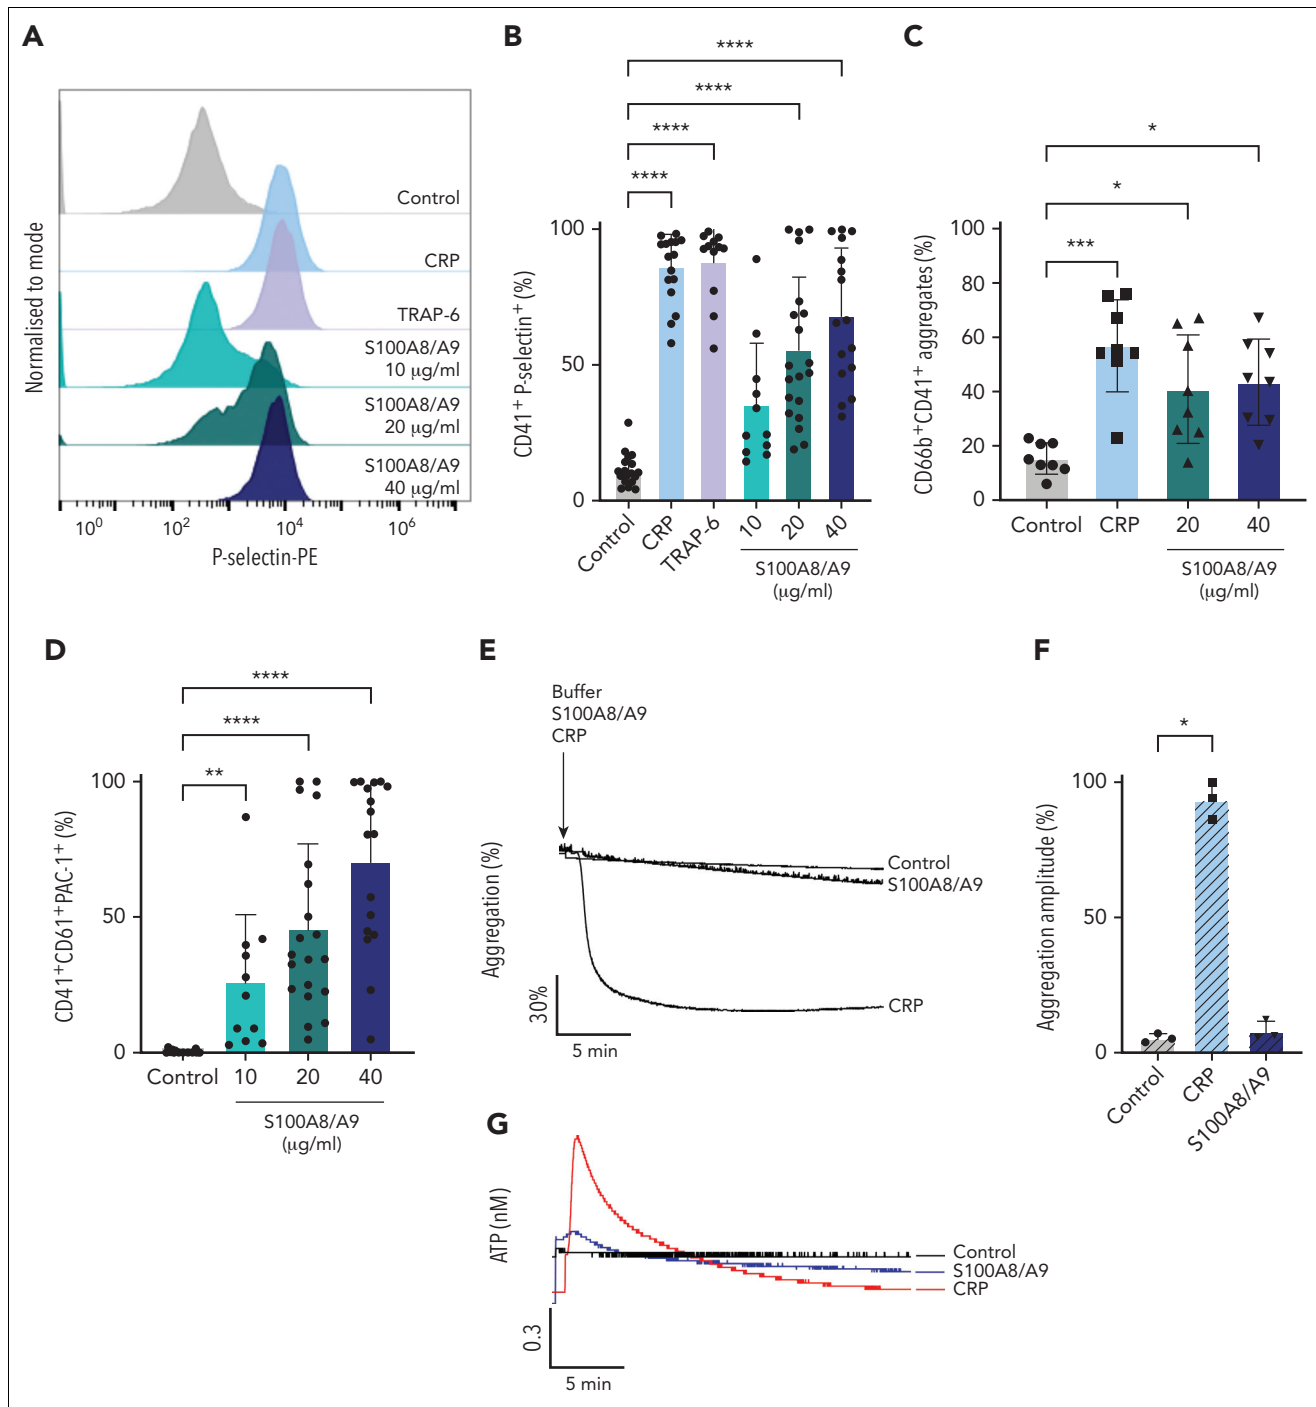 A
Normalised to mode
Control
CRP
TRAP-6
S100A8/A9
10 µg/ml
S100A8/A9
20 µg/ml
S100A8/A9
40 µg/ml
10⁰
10²
10⁴
10⁶
P-selectin-PE
B
****
****
****
****
CD41⁺ P-selectin⁺ (%)
100
50
0
Control
CRP
TRAP-6
10
20
40
S100A8/A9
(µg/ml)
C
*
*
***
CD66b⁺CD41⁺ aggregates (%)
100
80
60
40
20
0
Control
CRP
20
40
S100A8/A9
(µg/ml)
D
****
****
**
CD41⁺CD61⁺PAC-1⁺ (%)
100
50
0
Control
10
20
40
S100A8/A9
(µg/ml)
E
Buffer
S100A8/A9
CRP
Aggregation (%)
Control
S100A8/A9
CRP
30%
5 min
F
*
Aggregation amplitude (%)
100
50
0
Control
CRP
S100A8/A9
G
ATP (nM)
Control
S100A8/A9
CRP
0.3
5 min